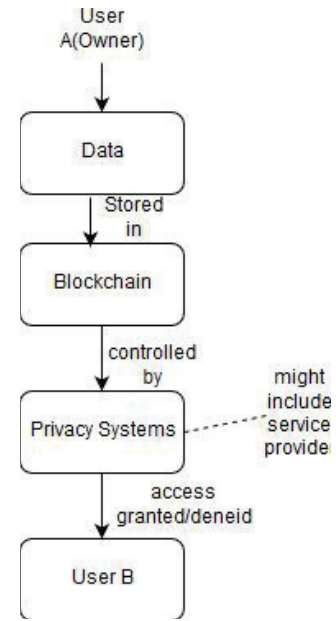 User
A(Owner)
Data
Stored
in
Blockchain
controlled
by
might
include
service
provider
Privacy Systems
access
granted/deneid
User B